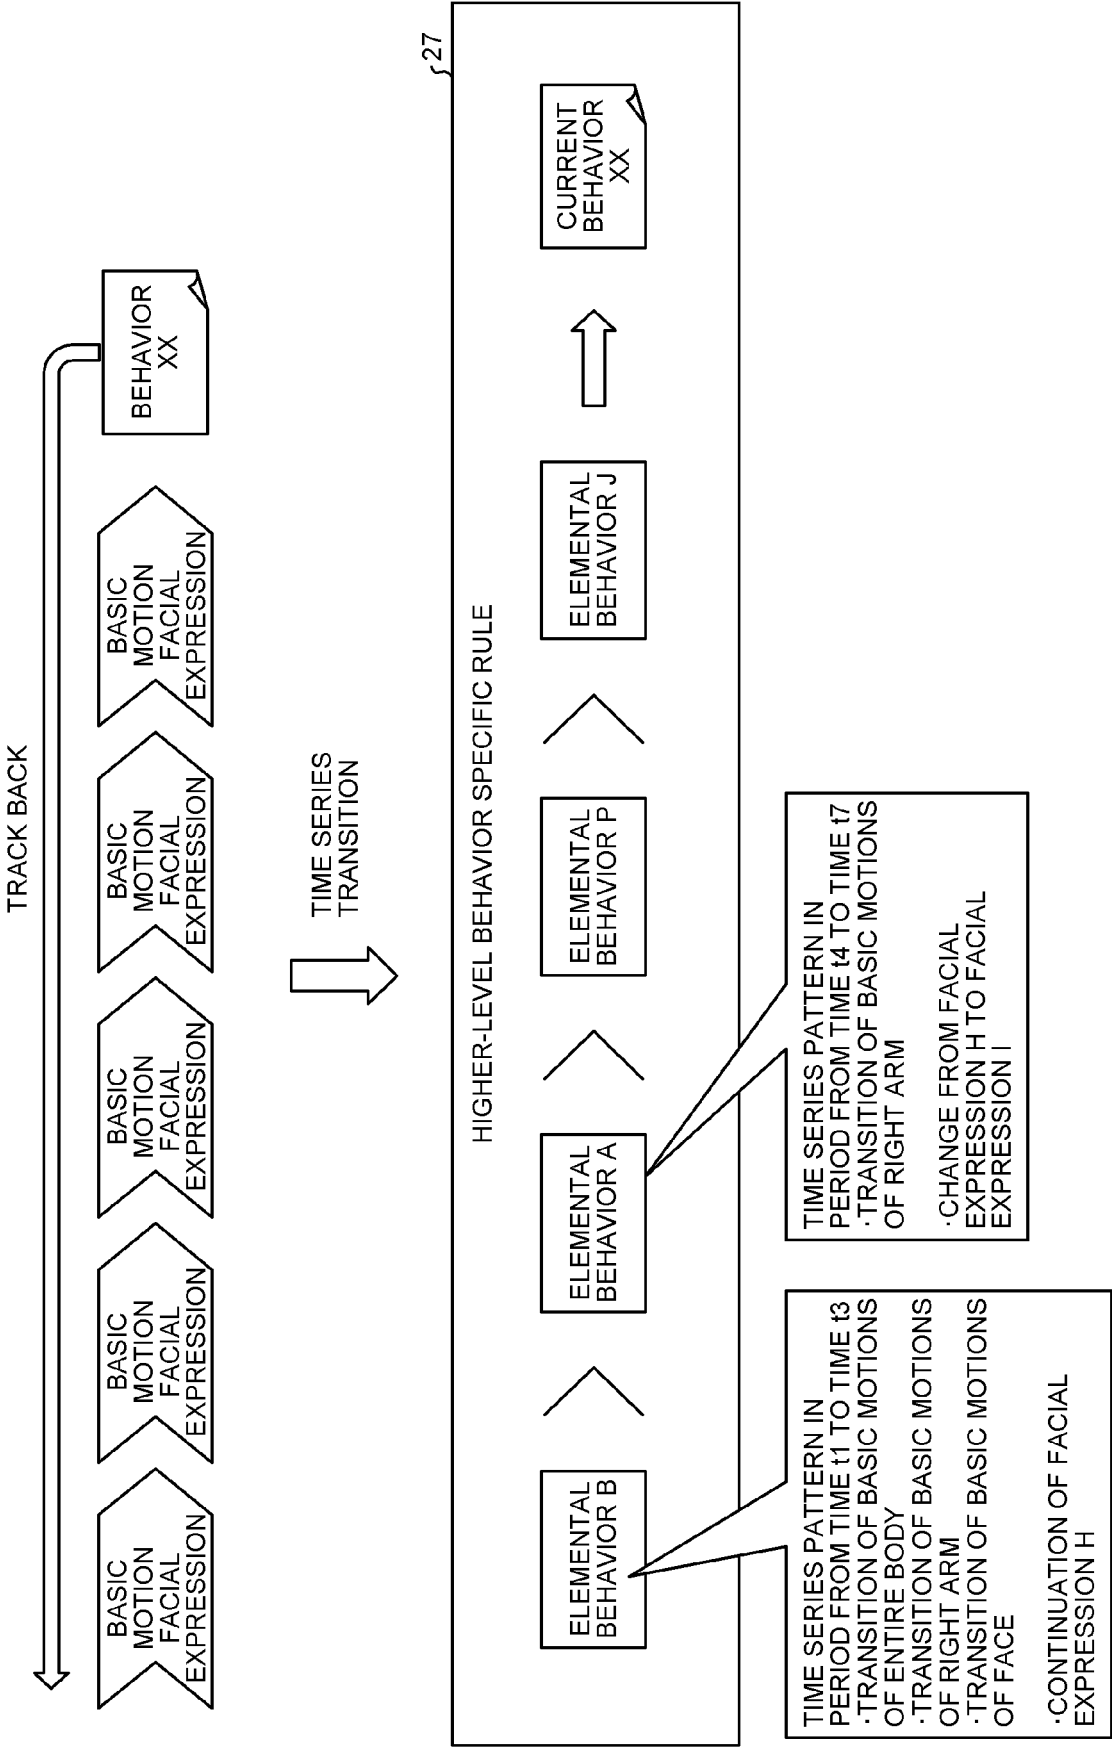 TRACK BACK
BASIC
MOTION
FACIAL
EXPRESSION
BASIC
MOTION
FACIAL
EXPRESSION
BASIC
MOTION
FACIAL
EXPRESSION
BASIC
MOTION
FACIAL
EXPRESSION
BASIC
MOTION
FACIAL
EXPRESSION
BEHAVIOR
XX
TIME SERIES
TRANSITION
27
HIGHER-LEVEL BEHAVIOR SPECIFIC RULE
ELEMENTAL
BEHAVIOR B
ELEMENTAL
BEHAVIOR A
ELEMENTAL
BEHAVIOR P
ELEMENTAL
BEHAVIOR J
CURRENT
BEHAVIOR
XX
TIME SERIES PATTERN IN
PERIOD FROM TIME t1 TO TIME t3
·TRANSITION OF BASIC MOTIONS
OF ENTIRE BODY
·TRANSITION OF BASIC MOTIONS
OF RIGHT ARM
·TRANSITION OF BASIC MOTIONS
OF FACE
·CONTINUATION OF FACIAL
EXPRESSION H
TIME SERIES PATTERN IN
PERIOD FROM TIME t4 TO TIME t7
·TRANSITION OF BASIC MOTIONS
OF RIGHT ARM
·CHANGE FROM FACIAL
EXPRESSION H TO FACIAL
EXPRESSION I